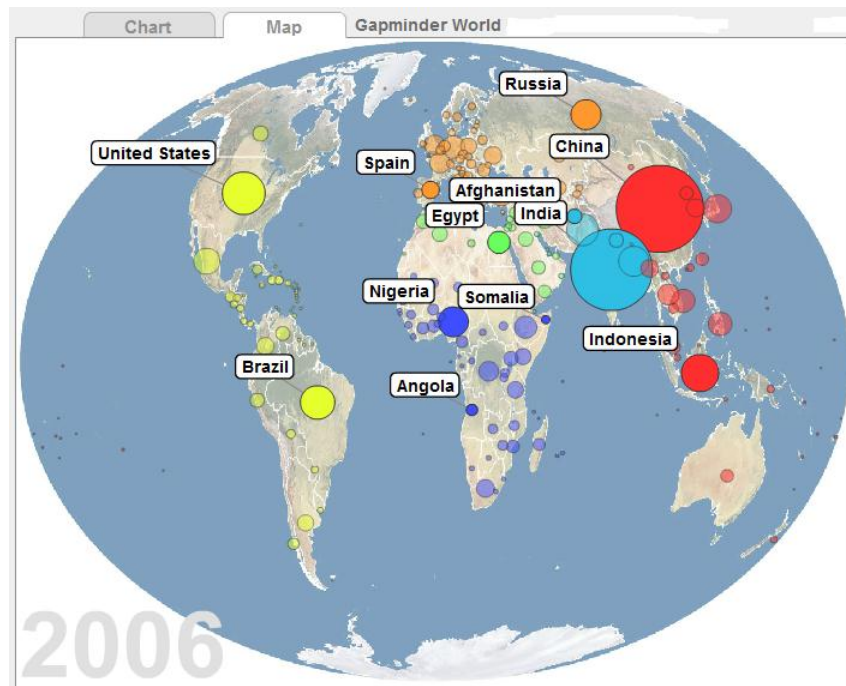 Chart
Map
Gapminder World
Russia
China
United States
Spain
Afghanistan
Egypt
India
Nigeria
Somalia
Indonesia
Brazil
Angola
2006